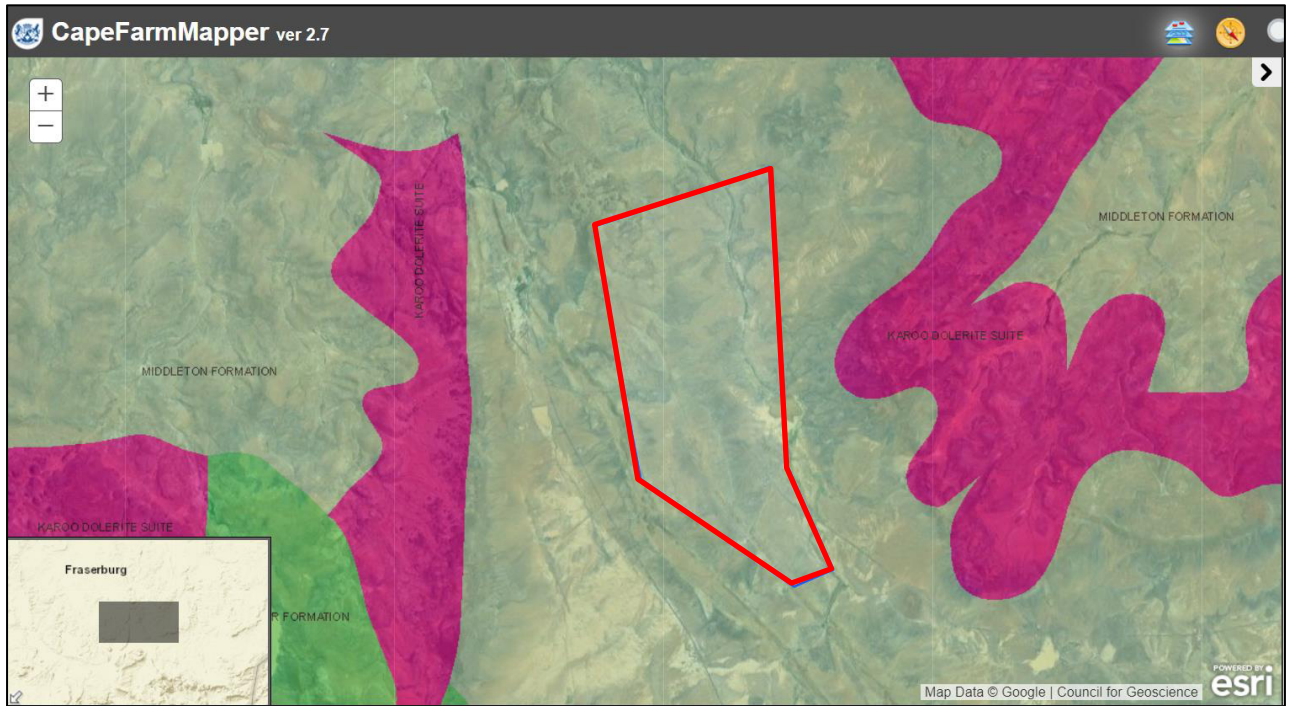 CapeFarmMapper ver 2.7
+
−
KAROO DOLERITE SUITE
MIDDLETON FORMATION
KAROO DOLERITE SUITE
MIDDLETON FORMATION
KAROO DOLERITE SUITE
Fraserburg
R FORMATION
POWERED BY
esri
Map Data © Google | Council for Geoscience